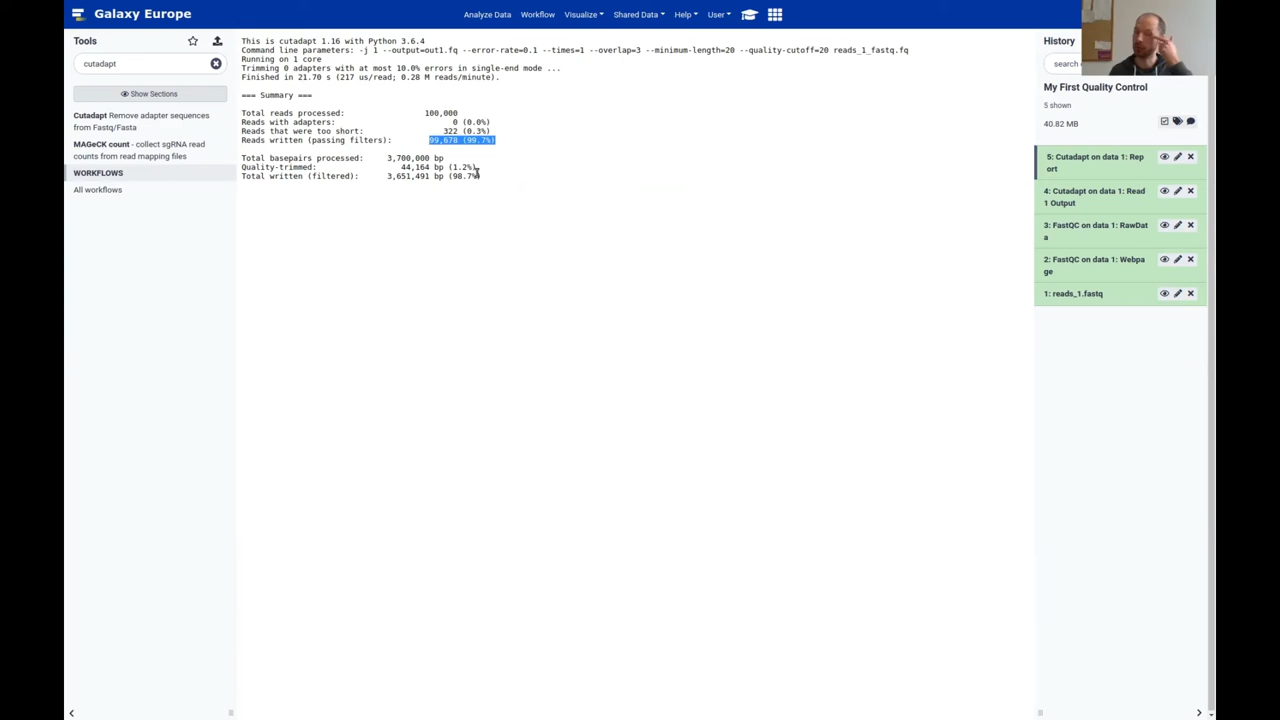 Galaxy Europe
Analyze Data Workflow Visualize Shared Data Help User
Tools
cutadapt
Show Sections
Cutadapt Remove adapter sequences
from Fastq/Fasta
MAGeCK count - collect sgRNA read
counts from read mapping files
WORKFLOWS
All workflows
This is cutadapt 1.16 with Python 3.6.4
Command line parameters: -j 1 --output=out1.fq --error-rate=0.1 --times=1 --overlap=3 --minimum-length=20 --quality-cutoff=20 reads_1_fastq.fq
Running on 1 core
Trimming 0 adapters with at most 10.0% errors in single-end mode ...
Finished in 21.70 s (217 us/read; 0.28 M reads/minute).
=== Summary ===
Total reads processed: 100,000
Reads with adapters: 0 (0.0%)
Reads that were too short: 322 (0.3%)
Reads written (passing filters): 99,678 (99.7%)
Total basepairs processed: 3,700,000 bp
Quality-trimmed: 44,164 bp (1.2%)
Total written (filtered): 3,651,491 bp (98.7%)
History
search
My First Quality Control
5 shown
40.82 MB
5: Cutadapt on data 1: Rep
ort
4: Cutadapt on data 1: Read
1 Output
3: FastQC on data 1: RawDat
a
2: FastQC on data 1: Webpa
ge
1: reads_1.fastq